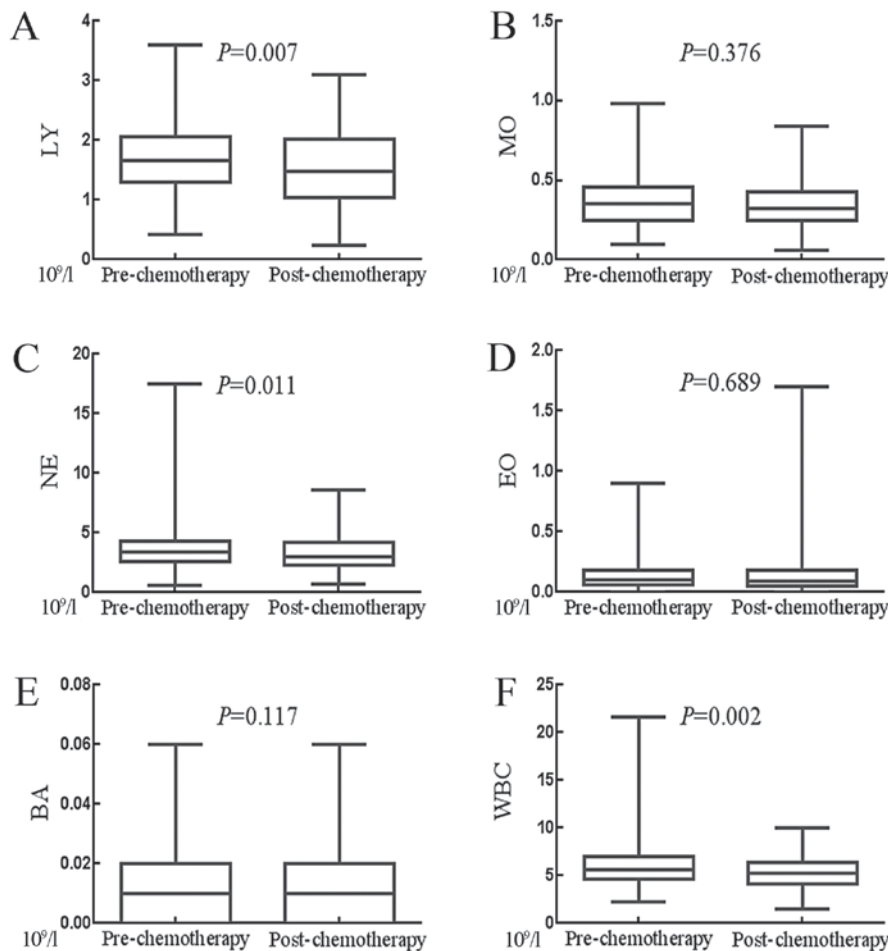 A
LY
4
3
2
1
0
P=0.007
10⁹/l
Pre-chemotherapy Post-chemotherapy
B
MO
1.5
1.0
0.5
0.0
P=0.376
10⁹/l
Pre-chemotherapy Post-chemotherapy
C
NE
20
15
10
5
0
P=0.011
10⁹/l
Pre-chemotherapy Post-chemotherapy
D
EO
2.0
1.5
1.0
0.5
0.0
P=0.689
10⁹/l
Pre-chemotherapy Post-chemotherapy
E
BA
0.08
0.06
0.04
0.02
0.00
P=0.117
10⁹/l
Pre-chemotherapy Post-chemotherapy
F
WBC
25
20
15
10
5
0
P=0.002
10⁹/l
Pre-chemotherapy Post-chemotherapy